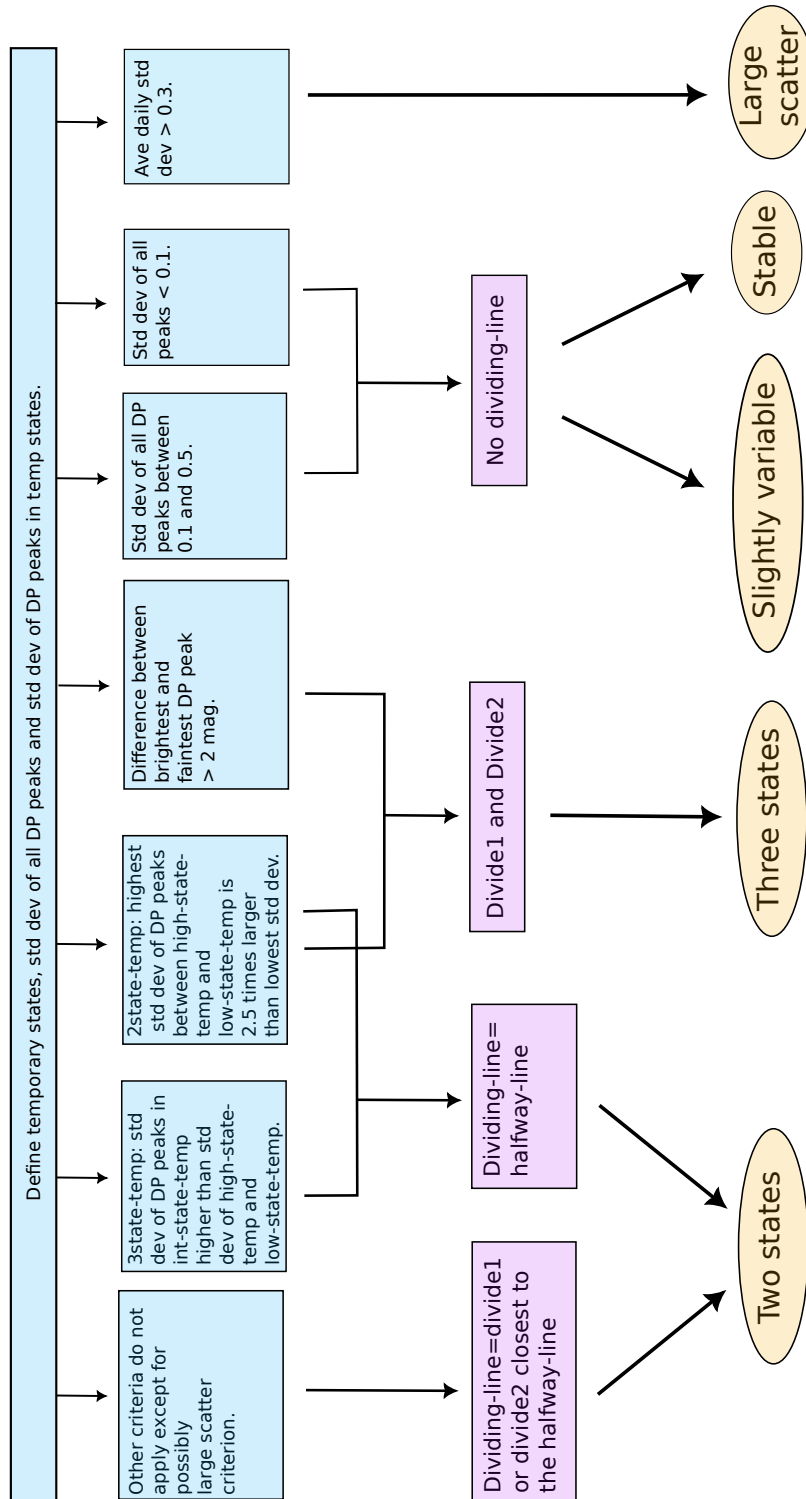 Define temporary states, std dev of all DP peaks and std dev of DP peaks in temp states.
Other criteria do not
apply except for
possibly
large scatter
criterion.
3state-temp: std
dev of DP peaks in
int-state-temp
higher than std
dev of high-state-
temp and
low-state-temp.
2state-temp: highest
std dev of DP peaks
between high-state-
temp and
low-state-temp is
2.5 times larger
than lowest std dev.
Difference between
brightest and
faintest DP peak
> 2 mag.
Std dev of all DP
peaks between
0.1 and 0.5.
Std dev of all
peaks < 0.1.
Ave daily std
dev > 0.3.
Dividing-line=divide1
or divide2 closest to
the halfway-line
Dividing-line=
halfway-line
Divide1 and Divide2
No dividing-line
Two states
Three states
Slightly variable
Stable
Large
scatter